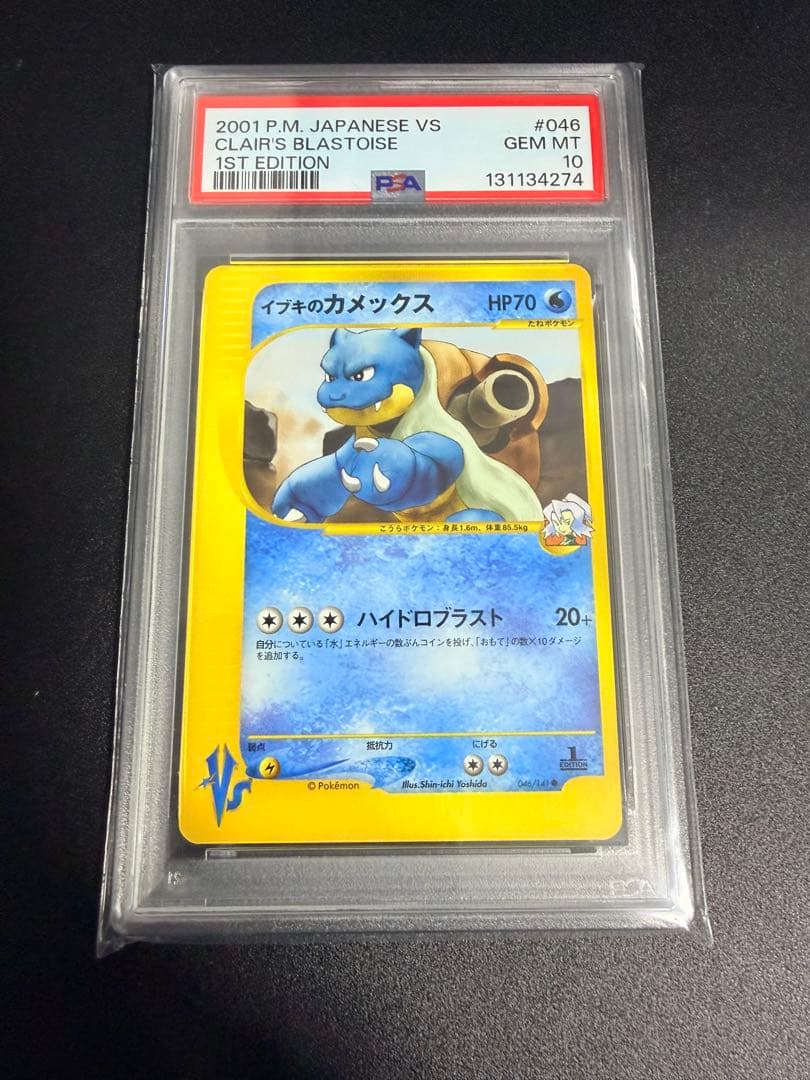 2001 P.M. JAPANESE VS #046
CLAIR'S BLASTOISE GEM MT
1ST EDITION 10
PSA 131134274
イブキのカメックス HP70
たねポケモン
こうらポケモン:身長1.6m、体重85.5kg
ハイドロブラスト 20+
自分についている「水」エネルギーの数ぶんコインを投げ、「おもて」の数×10ダメージ
を追加する。
弱点 抵抗力 にげる
1
EDITION
VS
©Pokémon Illus.Shin-ichi Yoshida 046/141●
PSA